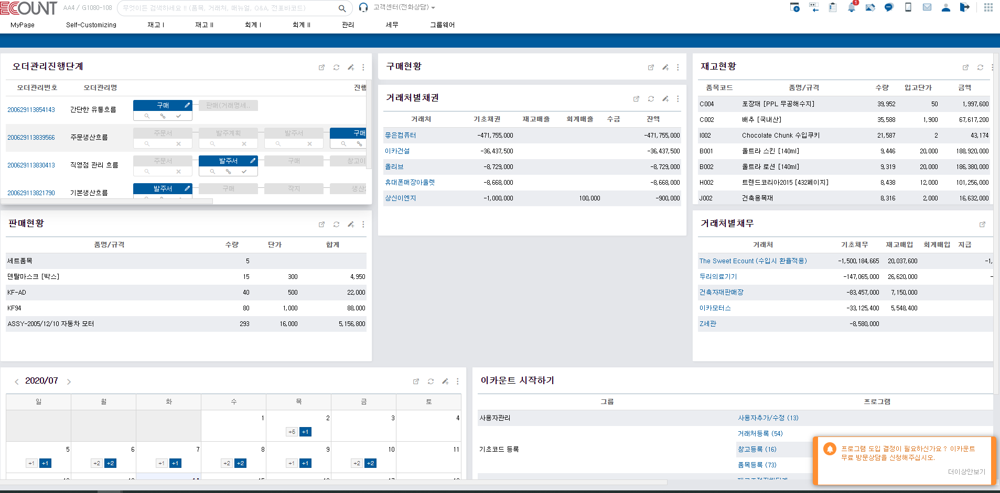 ECOUNT AA4 / G1080-108 무엇이든 검색하세요 !! (품목, 거래처, 매뉴얼, Q&A, 전표바코드) 고객센터(전화상담) 1
MyPage Self-Customizing 재고 I 재고 II 회계 I 회계 II 관리 세무 그룹웨어
오더관리진행단계
오더관리번호 오더관리명 진행
200629113854143 간단한 유통흐름 구매 판매(거래명세..
200629113839566 주문생산흐름 주문서 발주계획 발주서 구매
200629113830413 직영점 관리 흐름 주문서 발주서 구매 창고이
200629113821790 기본생산흐름 발주서 구매 작지 생산
구매현황
거래처별채권
거래처 기초채권 재고매출 회계매출 수금 잔액
좋은컴퓨터 -471,755,000 -471,755,000
이카건설 -36,437,500 -36,437,500
올리브 -8,729,000 -8,729,000
휴대폰매장아울렛 -8,668,000 -8,668,000
상신이엔지 -1,000,000 100,000 -900,000
재고현황
품목코드 품명/규격 수량 입고단가 금액
C004 포장재 [PPL 무공해수지] 39,952 50 1,997,600
C002 배추 [국내산] 35,588 1,900 67,617,200
I002 Chocolate Chunk 수입쿠키 21,587 2 43,174
B001 울트라 스킨 [140ml] 9,446 20,000 188,920,000
B002 울트라 로션 [140ml] 9,319 20,000 186,380,000
H002 트렌드코리아2015 [432페이지] 8,438 12,000 101,256,000
J002 건축용목재 8,316 2,000 16,632,000
판매현황
품명/규격 수량 단가 합계
세트품목 5
덴탈마스크 [박스] 15 300 4,950
KF-AD 40 500 22,000
KF94 80 1,000 88,000
ASSY-2005/12/10 자동차 모터 293 16,000 5,156,800
거래처별채무
거래처 기초채무 재고매입 회계매입 지급
The Sweet Ecount (수입시 환율적용) -1,500,184,665 20,037,600 -1,
두리의료기기 -147,065,000 26,620,000 -
건축자재판매장 -83,457,000 7,150,000
이카모터스 -33,125,400 5,548,400
Z세관 -8,580,000
2020/07
일 월 화 수 목 금 토
1 2 3 4
+6 +1
5 6 7 8 9 10 11
+1 +1 +2 +2 +1 +1 +2 +2 +1 +1 +2 +2
이카운트 시작하기
그룹 프로그램
사용자관리 사용자추가/수정 (13)
거래처등록 (54)
기초코드 등록 창고등록 (16)
품목등록 (73)
프로그램 도입 결정이 필요하신가요 ? 이카운트
무료 방문상담을 신청해주십시오.
더이상안보기